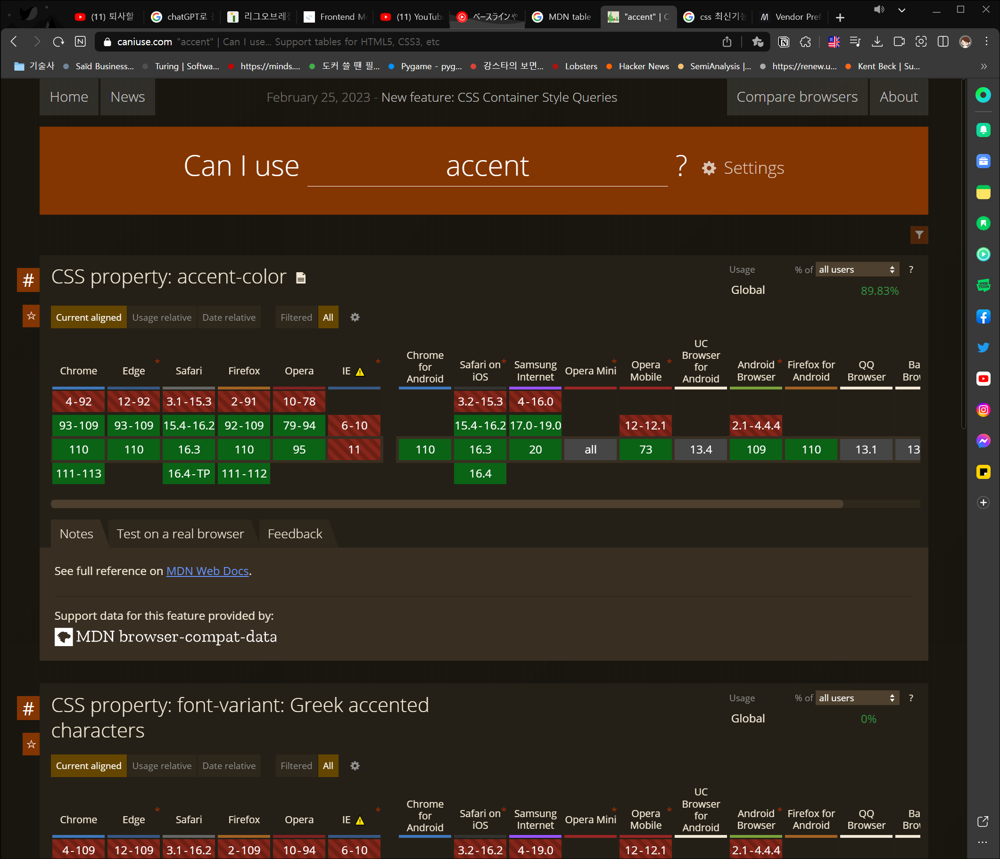 (11) 퇴사할
chatGPT로
리그오브레전
Frontend M
(11) YouTub
ベースラインや
MDN table
"accent" | C
css 최신기능
Vendor Pref
caniuse.com "accent" | Can I use... Support tables for HTML5, CSS3, etc
기술사
Saïd Business...
Turing | Softwa...
https://minds....
도커 쓸 땐 필...
Pygame - pyg...
강스타의 보면...
Lobsters
Hacker News
SemiAnalysis |...
https://renew.u...
Kent Beck | Su...
Home
News
February 25, 2023 - New feature: CSS Container Style Queries
Compare browsers
About
Can I use accent ?
Settings
#
CSS property: accent-color
Usage % of all users ?
Global 89.83%
Current aligned Usage relative Date relative Filtered All
Chrome Edge * Safari Firefox Opera IE * Chrome for Android Safari on iOS * Samsung Internet Opera Mini * Opera Mobile * UC Browser for Android Android Browser * Firefox for Android QQ Browser Ba Brow
4-92 12-92 3.1-15.3 2-91 10-78 3.2-15.3 4-16.0
93-109 93-109 15.4-16.2 92-109 79-94 6-10 15.4-16.2 17.0-19.0 12-12.1 2.1-4.4.4
110 110 16.3 110 95 11 110 16.3 20 all 73 13.4 109 110 13.1 13
111-113 16.4-TP 111-112 16.4
Notes Test on a real browser Feedback
See full reference on MDN Web Docs.
Support data for this feature provided by:
MDN browser-compat-data
#
CSS property: font-variant: Greek accented
characters
Usage % of all users ?
Global 0%
Current aligned Usage relative Date relative Filtered All
Chrome Edge * Safari Firefox Opera IE * Chrome for Android Safari on iOS * Samsung Internet Opera Mini * Opera Mobile * UC Browser for Android Android Browser * Firefox for Android QQ Browser Ba Brow
4-109 12-109 3.1-16.2 2-109 10-94 6-10 3.2-16.2 4-19.0 12-12.1 2.1-4.4.4
WEB
TOON